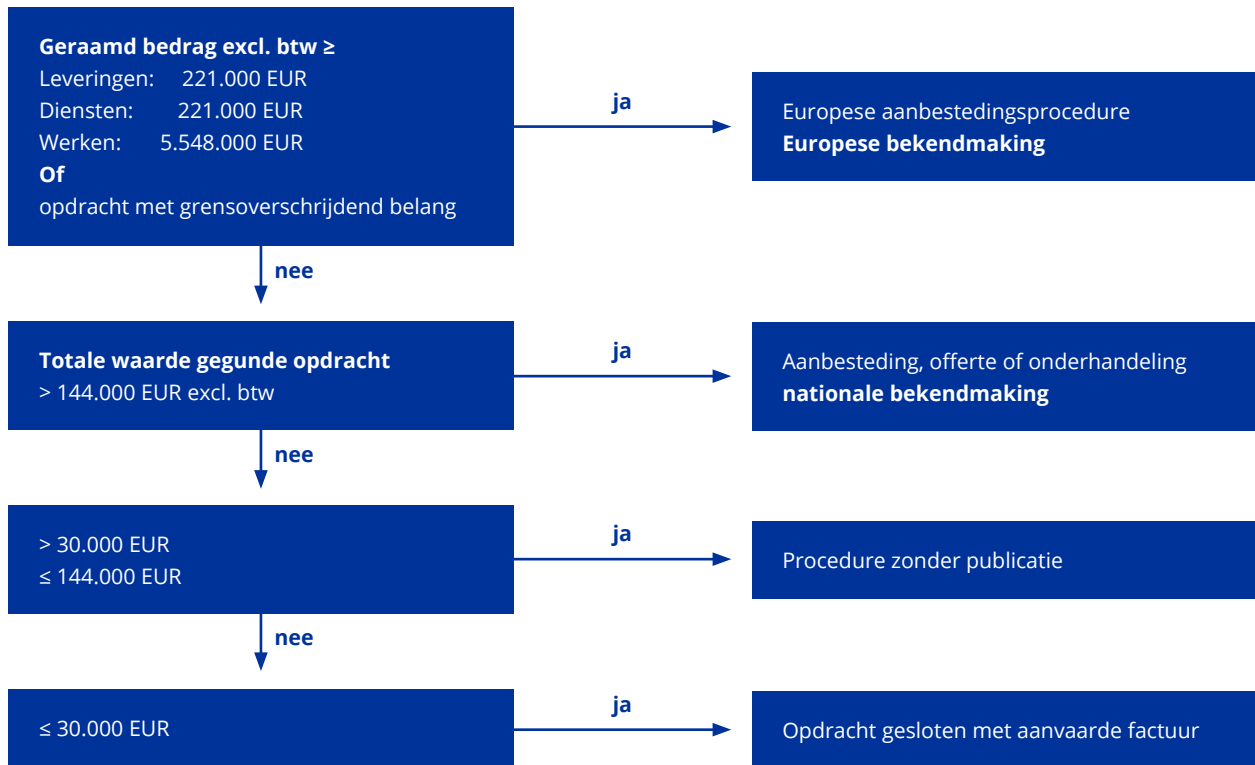 Geraamd bedrag excl. btw ≥
Leveringen: 221.000 EUR
Diensten: 221.000 EUR
Werken: 5.548.000 EUR
Of
opdracht met grensoverschrijdend belang
ja
Europese aanbestedingsprocedure
Europese bekendmaking
nee
Totale waarde gegunde opdracht
> 144.000 EUR excl. btw
ja
Aanbesteding, offerte of onderhandeling
nationale bekendmaking
nee
> 30.000 EUR
≤ 144.000 EUR
ja
Procedure zonder publicatie
nee
≤ 30.000 EUR
ja
Opdracht gesloten met aanvaarde factuur